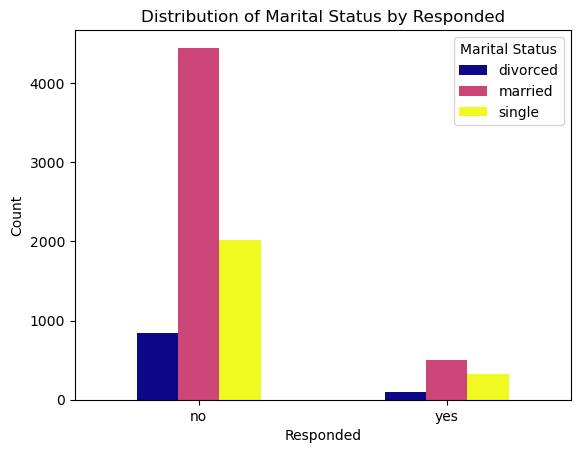 Distribution of Marital Status by Responded
Marital Status
divorced
married
single
Count
4000
3000
2000
1000
0
no
yes
Responded